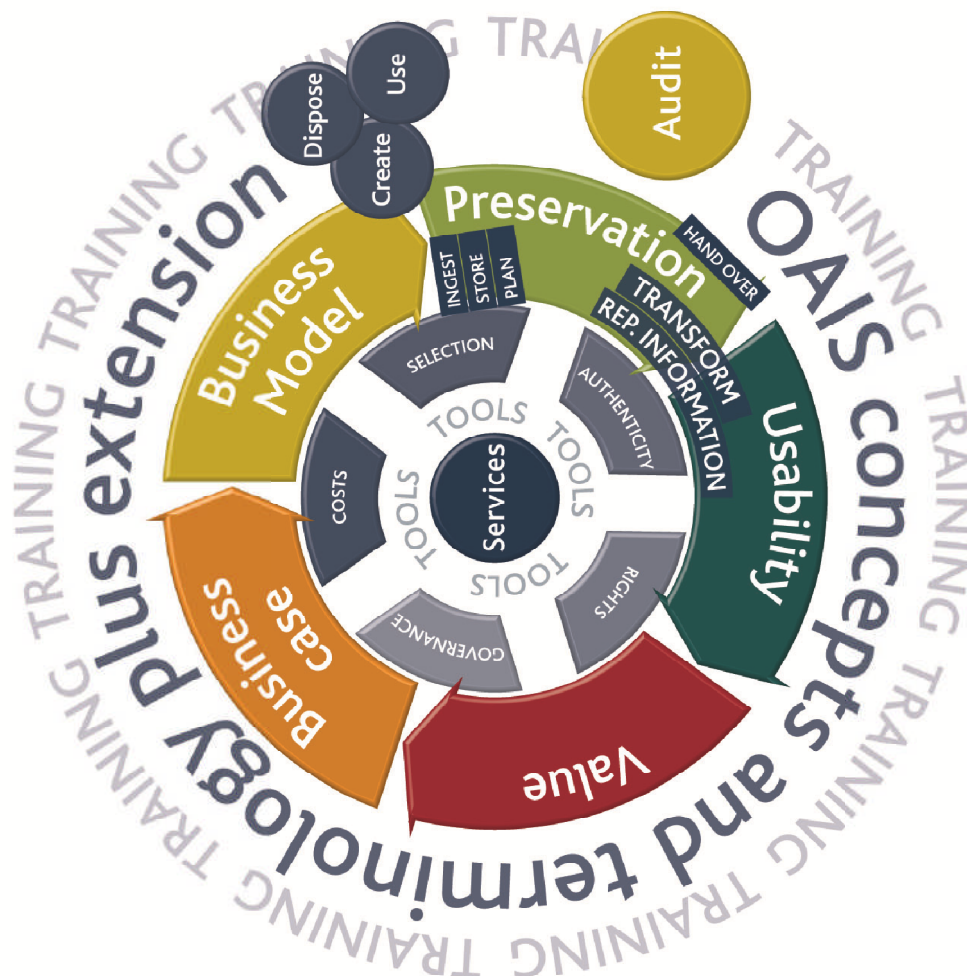 TRAINING
TRAI
TRAINING
TRAINING
TRAINING
TRAINING
TRAINING
TRAINING
TRAINING
TRAINING
OAIS concepts and terminology plus extension
Dispose
Use
Create
Audit
Preservation
INGEST
STORE
PLAN
HAND OVER
TRANSFORM
REP. INFORMATION
Usability
Value
Business
case
Business
Model
SELECTION
AUTHENTICITY
RIGHTS
GOVERNANCE
COSTS
TOOLS
TOOLS
TOOLS
TOOLS
Services